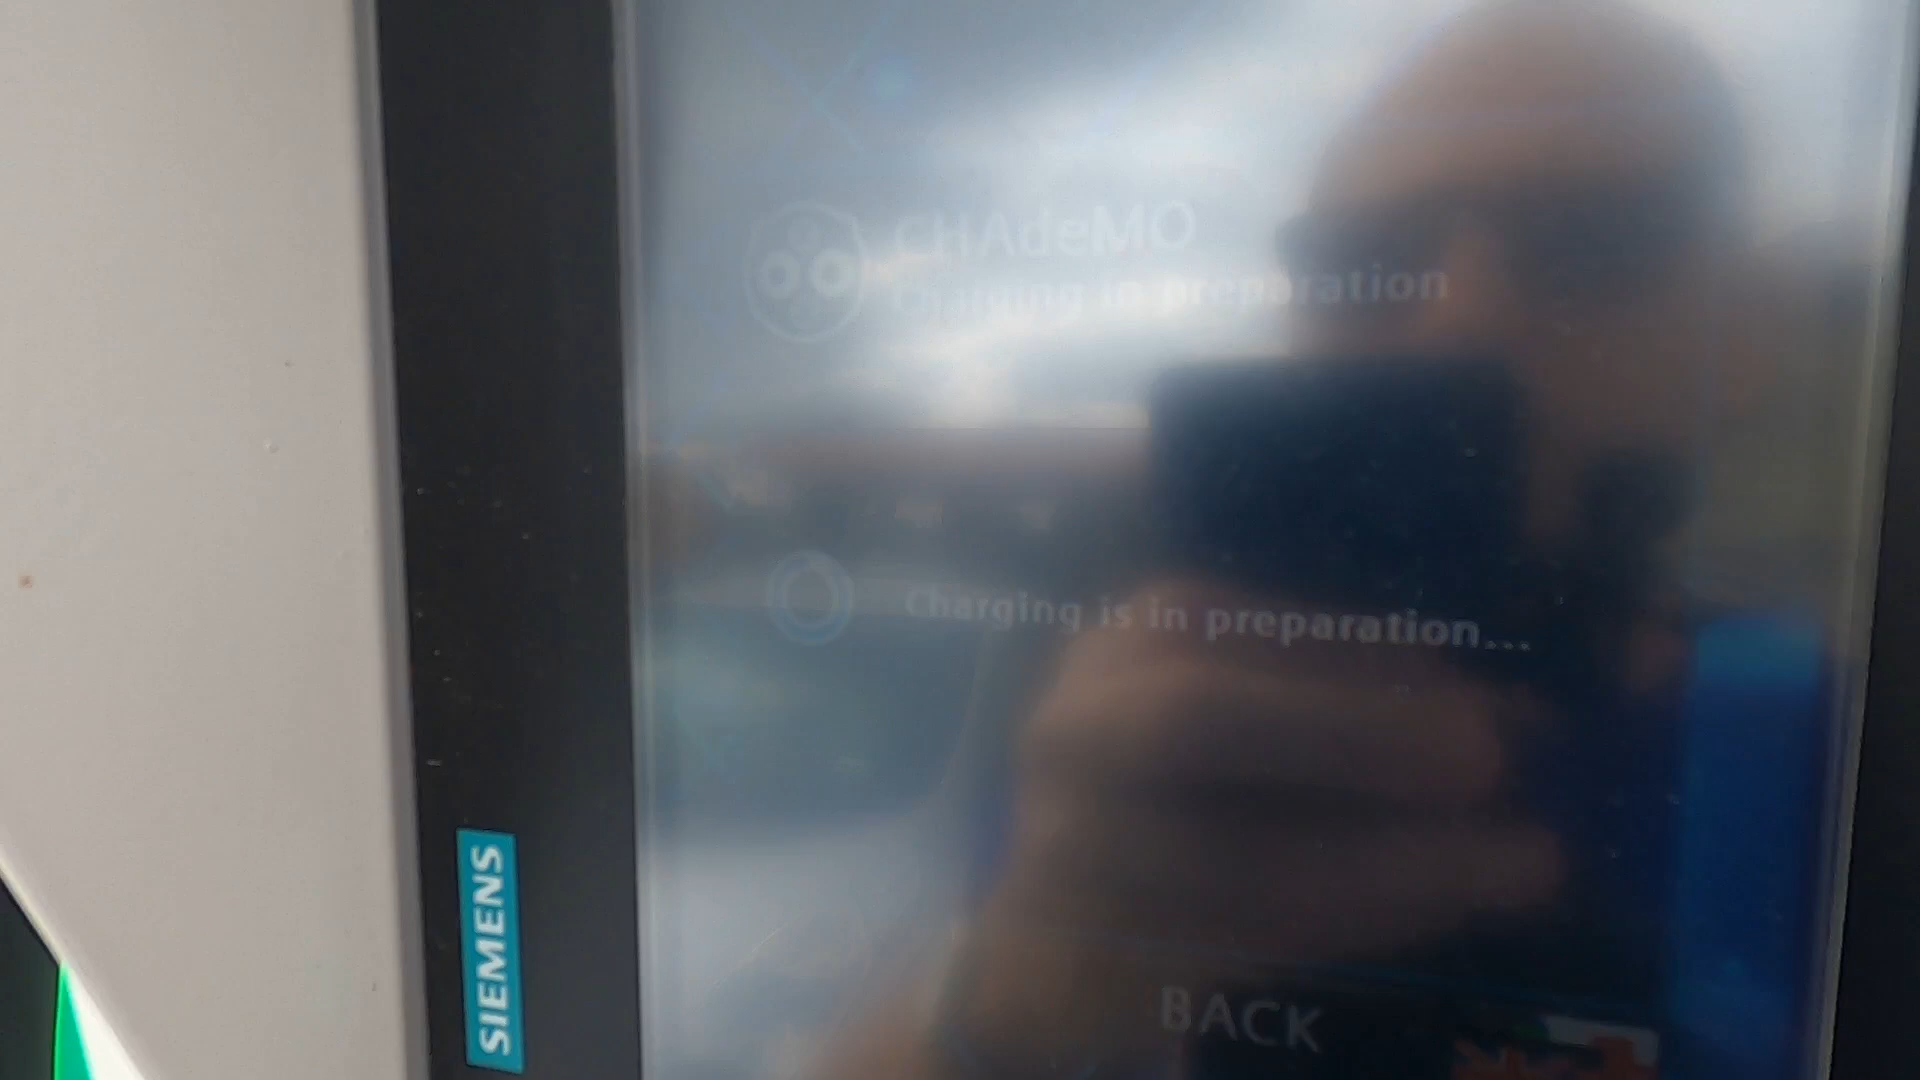 CHAdeMO
Charging in preparation
Charging is in preparation...
SIEMENS
BACK